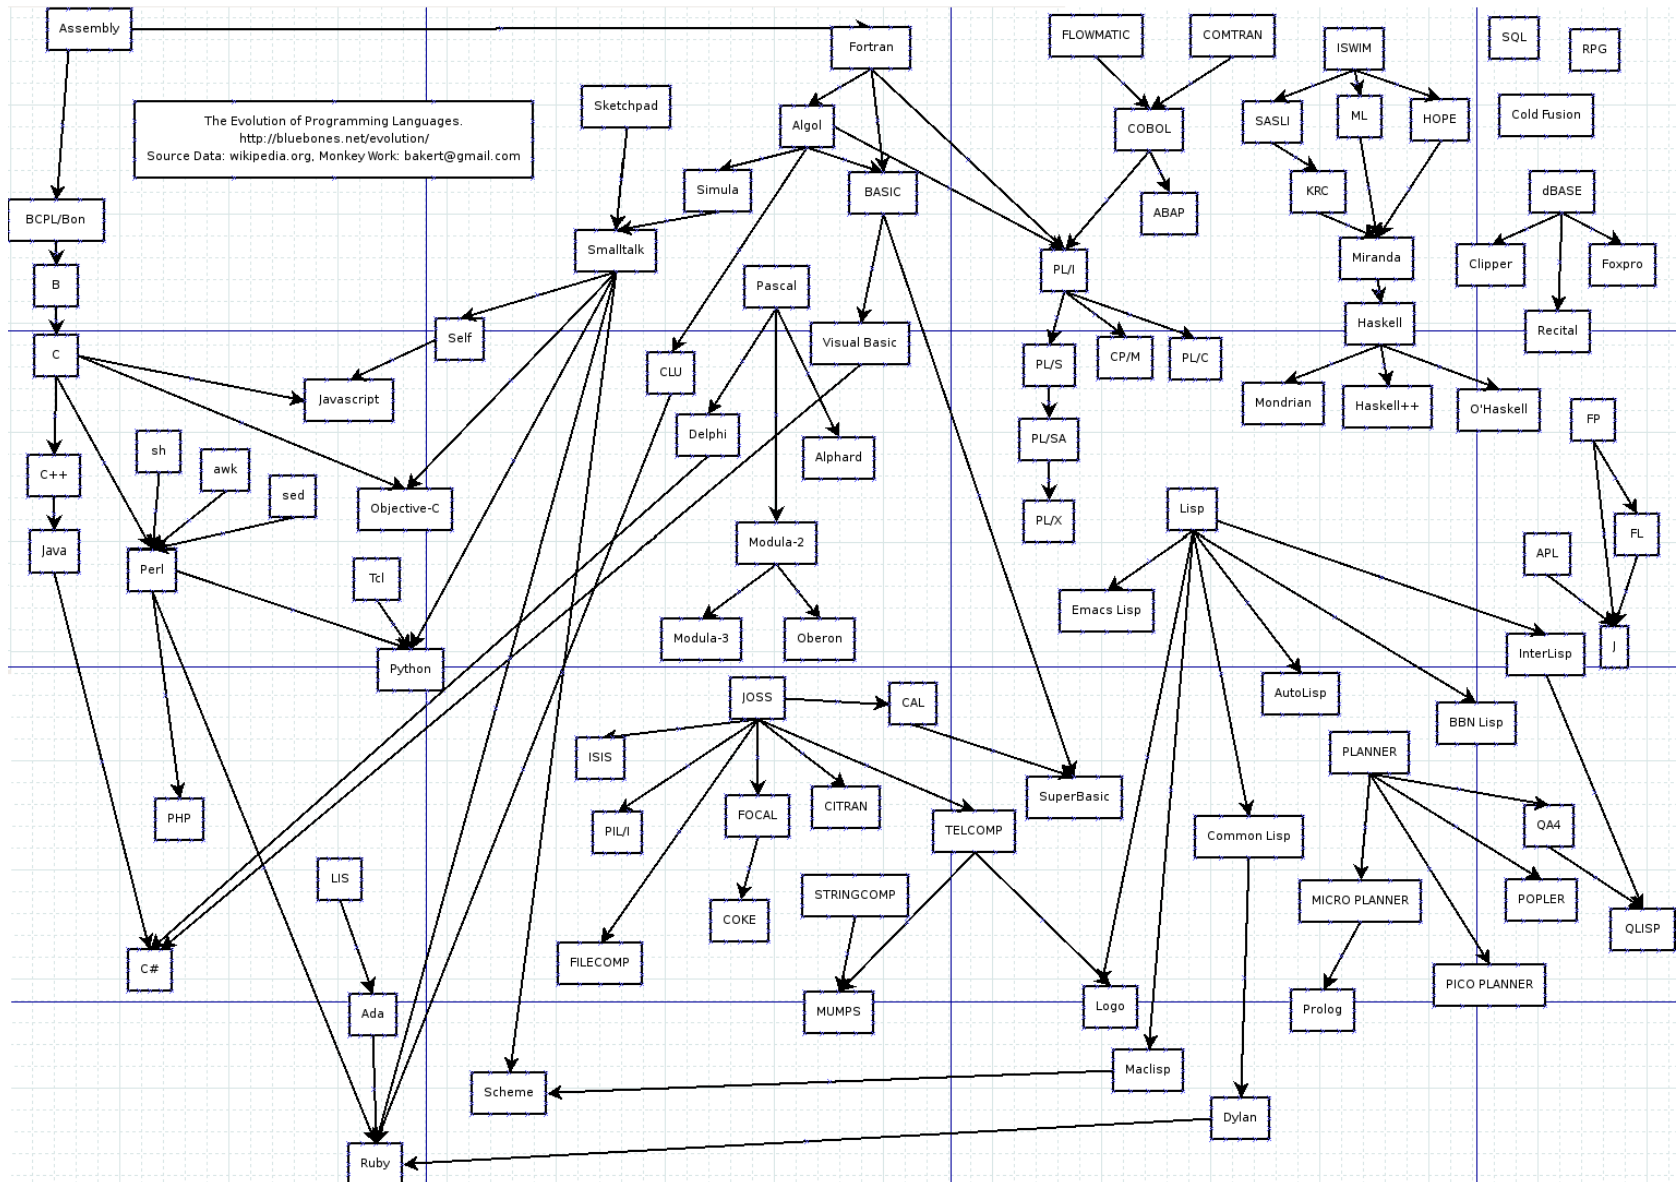 Assembly
Fortran
FLOWMATIC
COMTRAN
ISWIM
SQL
RPG
The Evolution of Programming Languages.
http://bluebones.net/evolution/
Source Data: wikipedia.org, Monkey Work: bakert@gmail.com
Sketchpad
Algol
COBOL
SASLI
ML
HOPE
Cold Fusion
Simula
BASIC
ABAP
KRC
dBASE
BCPL/Bon
Smalltalk
PL/I
Miranda
Clipper
Foxpro
B
Pascal
Self
Visual Basic
Haskell
Recital
C
CLU
PL/S
CP/M
PL/C
Javascript
Mondrian
Haskell++
O'Haskell
FP
sh
Delphi
PL/SA
C++
awk
Alphard
sed
Objective-C
PL/X
Lisp
Java
Perl
Modula-2
FL
APL
Tcl
Emacs Lisp
Modula-3
Oberon
J
Python
InterLisp
JOSS
CAL
AutoLisp
BBN Lisp
ISIS
PLANNER
SuperBasic
PHP
PIL/I
FOCAL
CITRAN
TELCOMP
Common Lisp
QA4
LIS
STRINGCOMP
MICRO PLANNER
POPLER
COKE
QLISP
C#
FILECOMP
PICO PLANNER
Ada
MUMPS
Logo
Prolog
Scheme
Maclisp
Dylan
Ruby